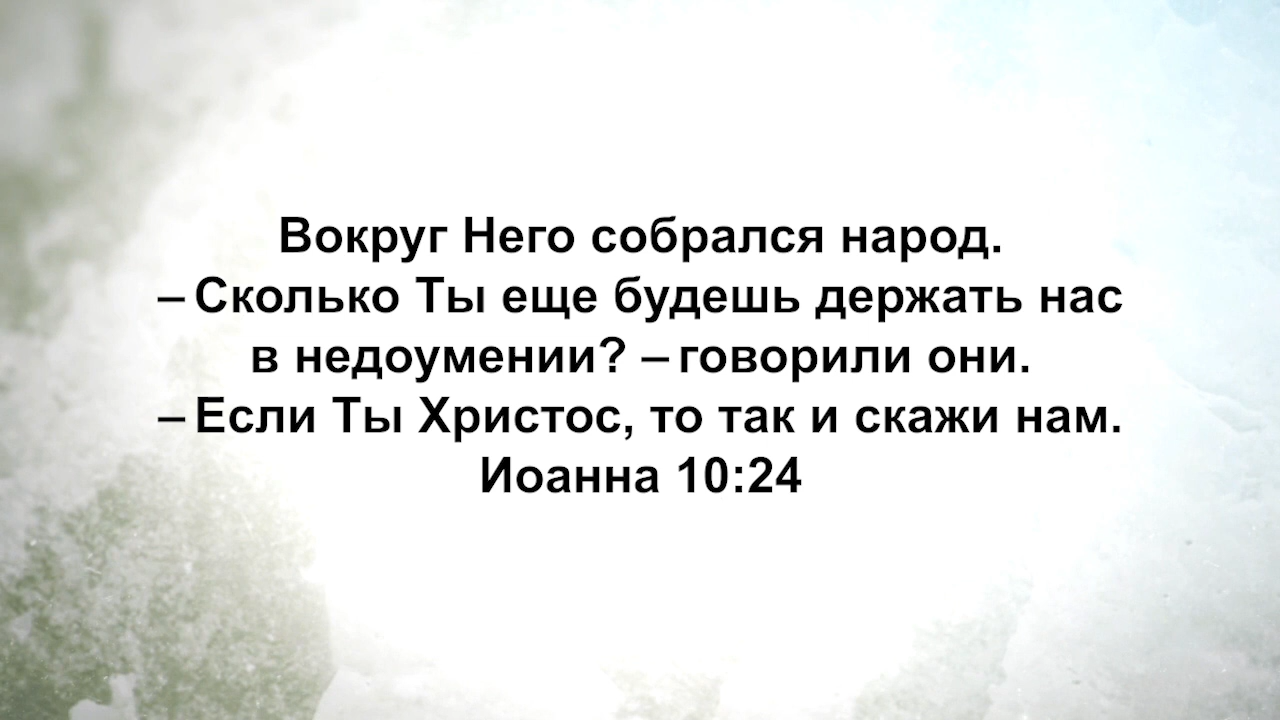 Вокруг Него собрался народ.
– Сколько Ты еще будешь держать нас
в недоумении? – говорили они.
– Если Ты Христос, то так и скажи нам.
Иоанна 10:24